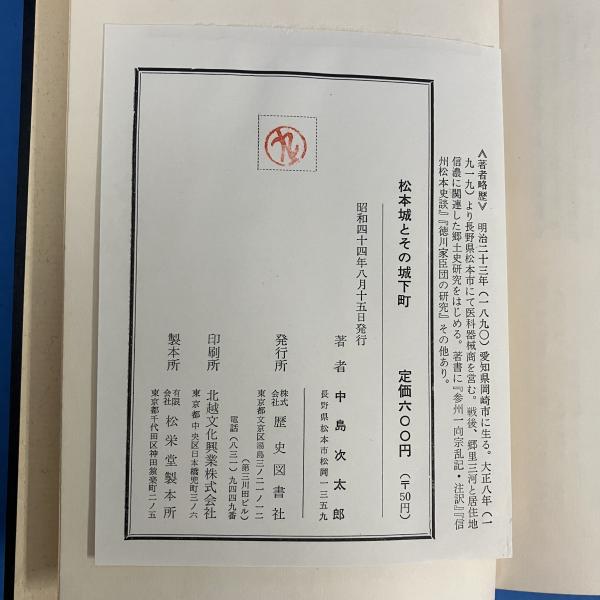 ≪著者略歴≫　明治二十三年（一八九〇）愛知県岡崎市に生る。大正八年（一
九一九）より長野県松本市にて医科器械商を営む。戦後、郷里三河と居住地
信濃に関連した郷土史研究をはじめる。著書に『参州一向宗乱記・注訳』『信
州松本史談』『徳川家臣団の研究』その他あり。
松本城とその城下町　定価六〇〇円（〒50円）
昭和四十四年八月十五日発行
著者　中島次太郎
長野県松本市松岡一三五九
発行所　株式会社　歴史図書社
東京都文京区湯島三ノ二一ノ一二
（第三川田ビル）
電話（八三一）九四四九番
印刷所　北越文化興業株式会社
東京都中央区日本橋兜町三ノ六
製本所　有限会社　松栄堂製本所
東京都千代田区神田猿楽町二ノ五